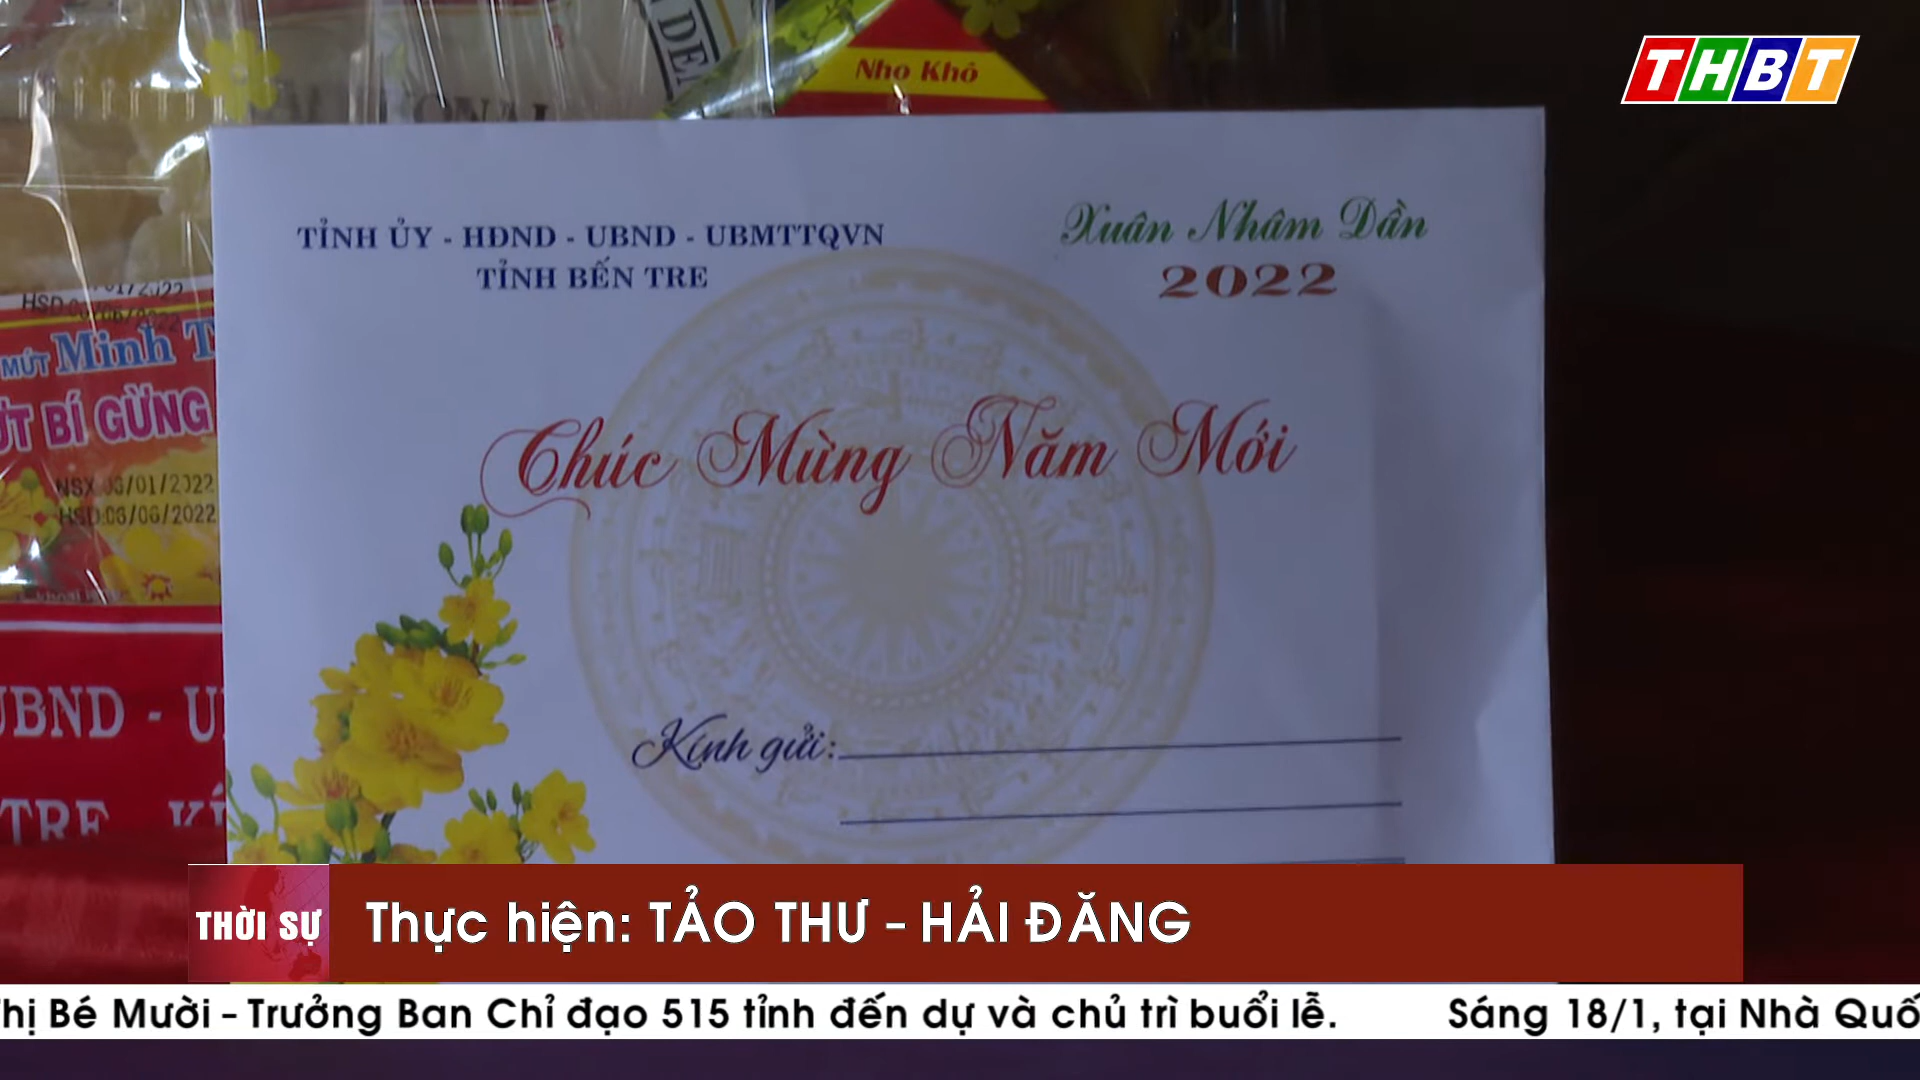 THBT
Nho Khô
TỈNH ỦY - HĐND - UBND - UBMTTQVN
TỈNH BẾN TRE
Xuân Nhâm Dần
2022
MỨT Minh
BÍ GỪNG
NSX 03/01/2022
HSD:06/06/2022
Chúc Mừng Năm Mới
UBND -
TRE
Kính gửi:
THỜI SỰ
Thực hiện: TẢO THƯ - HẢI ĐĂNG
Thị Bé Mười - Trưởng Ban Chỉ đạo 515 tỉnh đến dự và chủ trì buổi lễ. Sáng 18/1, tại Nhà Quố